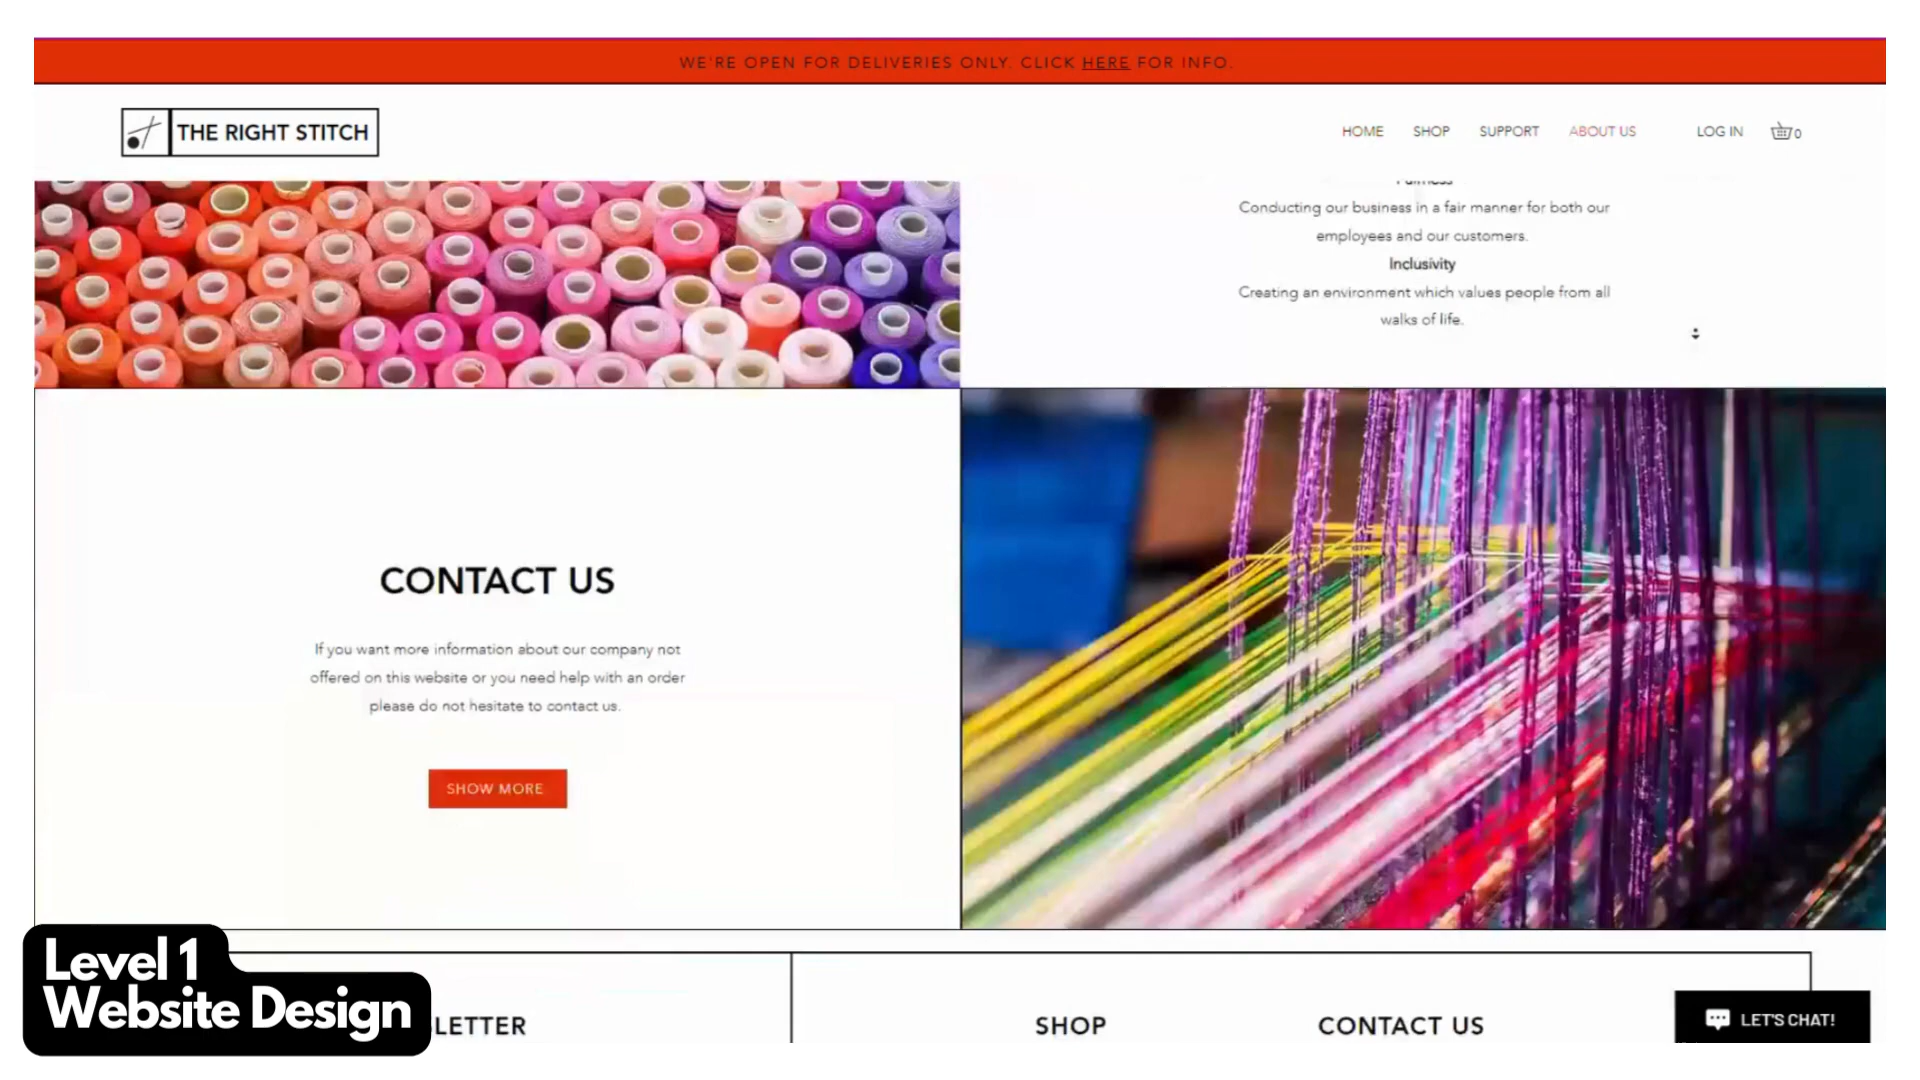 WE'RE OPEN FOR DELIVERIES ONLY. CLICK HERE FOR INFO.
THE RIGHT STITCH
HOME SHOP SUPPORT ABOUT US LOG IN 0
Fairness
Conducting our business in a fair manner for both our
employees and our customers.
Inclusivity
Creating an environment which values people from all
walks of life.
CONTACT US
If you want more information about our company not
offered on this website or you need help with an order
please do not hesitate to contact us.
SHOW MORE
Level 1
Website Design
LETTER
SHOP
CONTACT US
LET'S CHAT!